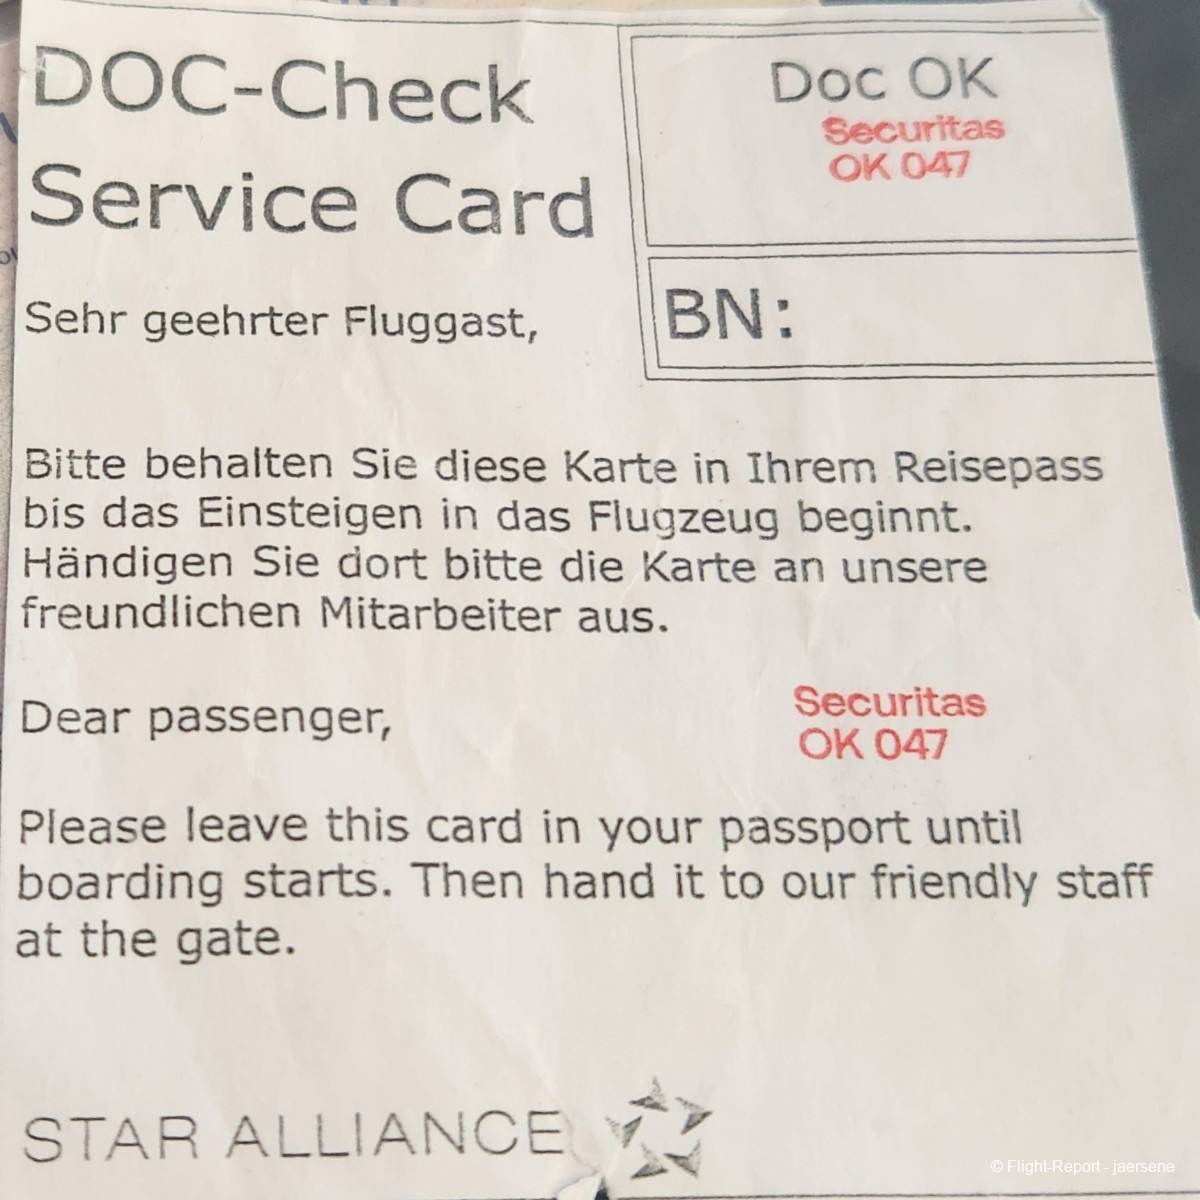 DOC-Check
Service Card
Doc OK
Securitas
OK 047
BN:
Sehr geehrter Fluggast,
Bitte behalten Sie diese Karte in Ihrem Reisepass
bis das Einsteigen in das Flugzeug beginnt.
Händigen Sie dort bitte die Karte an unsere
freundlichen Mitarbeiter aus.
Dear passenger,
Securitas
OK 047
Please leave this card in your passport until
boarding starts. Then hand it to our friendly staff
at the gate.
STAR ALLIANCE
© Flight-Report - jaersene